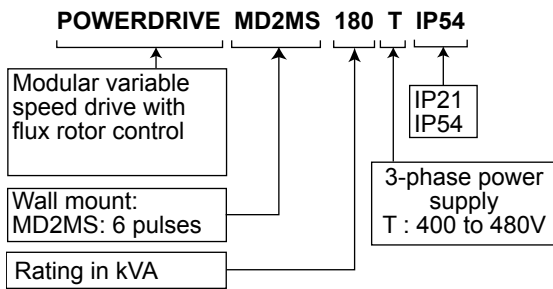 POWERDRIVE MD2MS 180 T IP54
Modular variable
speed drive with
flux rotor control
IP21
IP54
Wall mount:
MD2MS: 6 pulses
3-phase power
supply
T : 400 to 480V
Rating in kVA